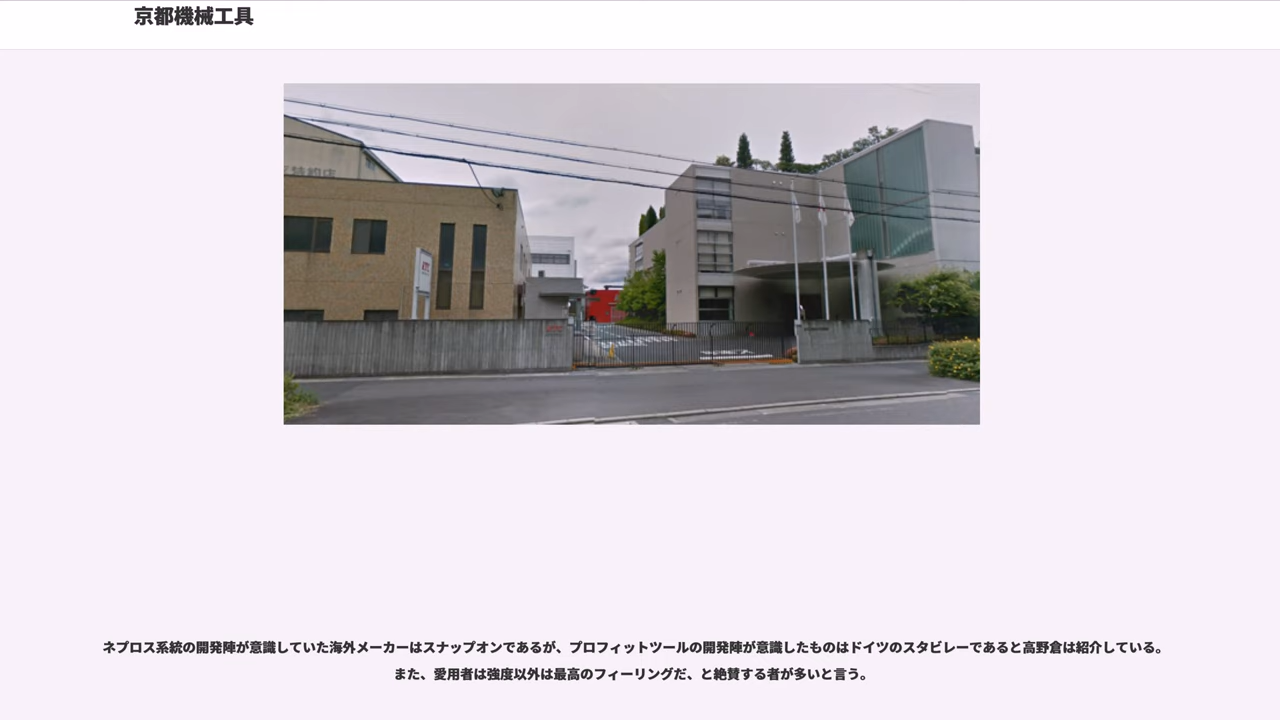 京都機械工具
ネプロス系統の開発陣が意識していた海外メーカーはスナップオンであるが、プロフィットツールの開発陣が意識したものはドイツのスタビレーであると高野倉は紹介している。
また、愛用者は強度以外は最高のフィーリングだ、と絶賛する者が多いと言う。